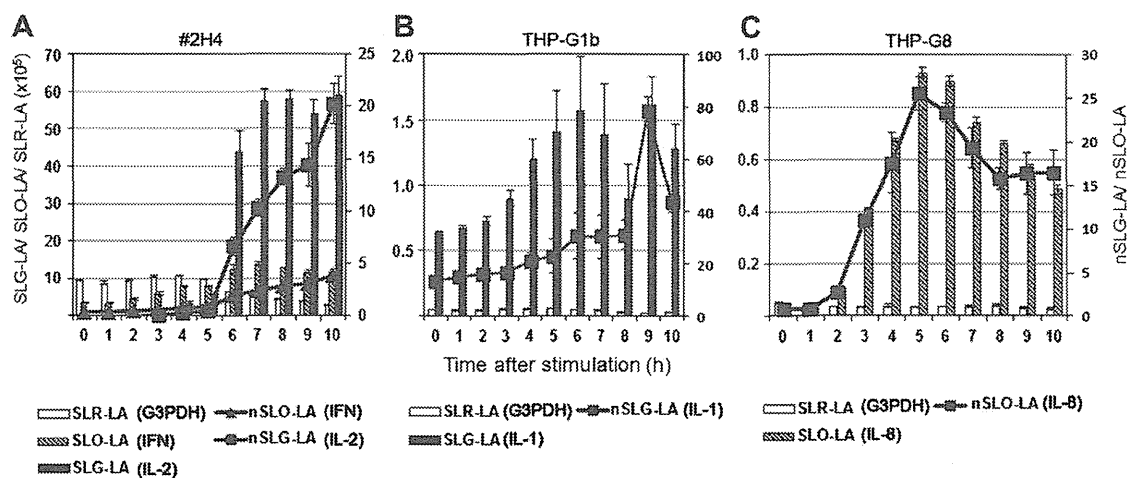 A
#2H4
B
THP-G1b
C
THP-G8
SLG-LA/ SLO-LA/ SLR-LA (x10⁵)
70
60
50
40
30
20
10
25
20
15
10
5
0
0 1 2 3 4 5 6 7 8 9 10
2.0
1.5
1.0
0.5
100
80
60
40
20
0
0 1 2 3 4 5 6 7 8 9 10
1.0
0.8
0.6
0.4
0.2
30
25
20
15
10
5
0
0 1 2 3 4 5 6 7 8 9 10
nSLG-LA/ nSLO-LA
Time after stimulation (h)
SLR-LA (G3PDH)
nSLO-LA (IFN)
SLO-LA (IFN)
nSLG-LA (IL-2)
SLG-LA (IL-2)
SLR-LA (G3PDH)
nSLG-LA (IL-1)
SLG-LA (IL-1)
SLR-LA (G3PDH)
nSLO-LA (IL-8)
SLO-LA (IL-8)